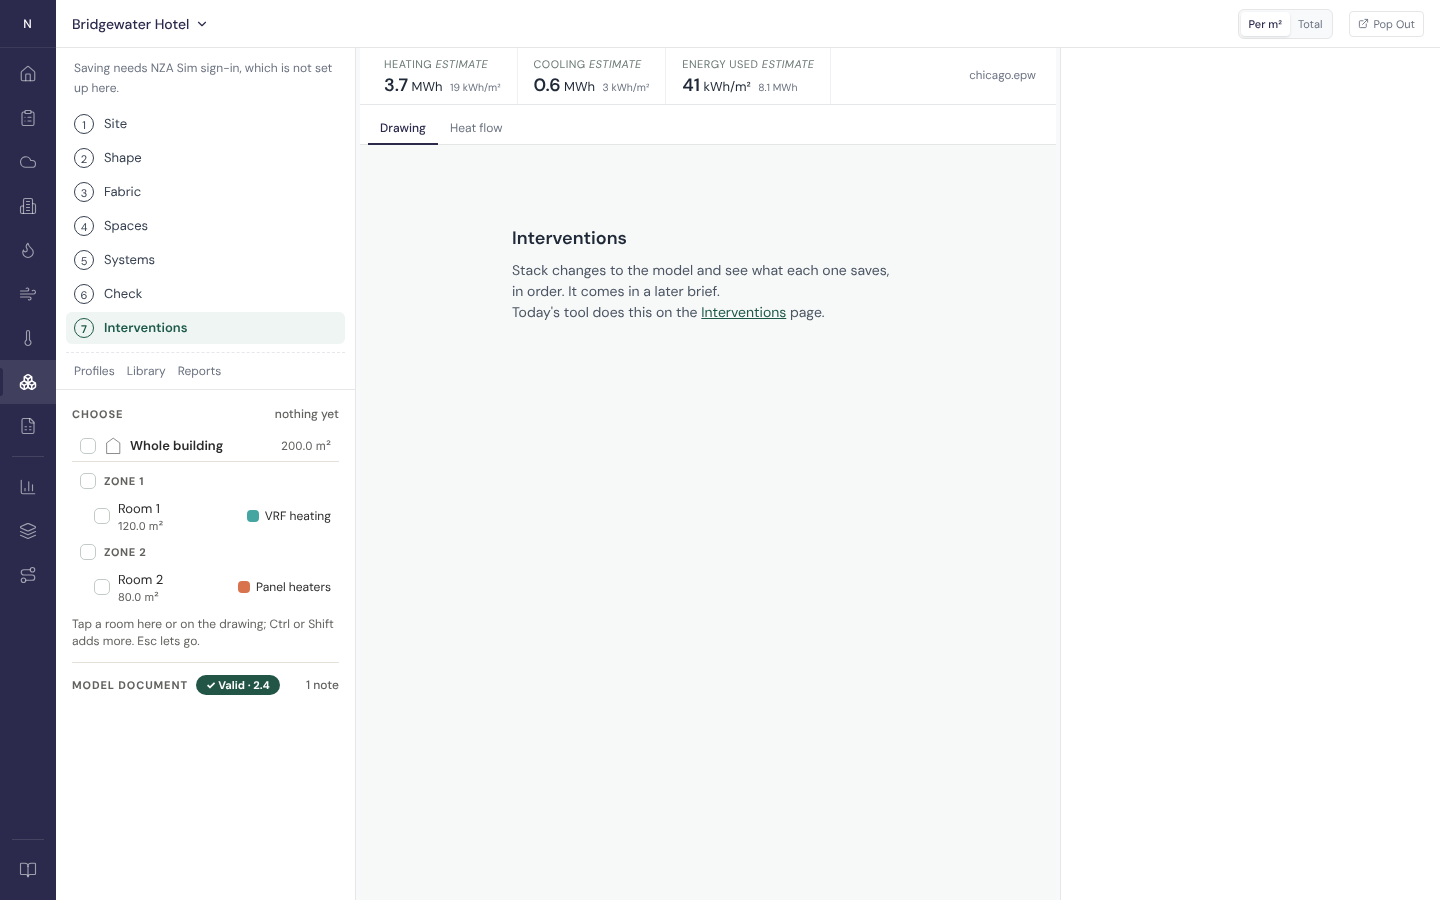 N
Bridgewater Hotel
Per m²
Total
Pop Out
Saving needs NZA Sim sign-in, which is not set
up here.
1 Site
2 Shape
3 Fabric
4 Spaces
5 Systems
6 Check
7 Interventions
Profiles Library Reports
CHOOSE nothing yet
Whole building 200.0 m²
ZONE 1
Room 1
120.0 m²
VRF heating
ZONE 2
Room 2
80.0 m²
Panel heaters
Tap a room here or on the drawing; Ctrl or Shift
adds more. Esc lets go.
MODEL DOCUMENT Valid · 2.4 1 note
HEATING ESTIMATE
3.7 MWh 19 kWh/m²
COOLING ESTIMATE
0.6 MWh 3 kWh/m²
ENERGY USED ESTIMATE
41 kWh/m² 8.1 MWh
chicago.epw
Drawing Heat flow
Interventions
Stack changes to the model and see what each one saves,
in order. It comes in a later brief.
Today's tool does this on the Interventions page.